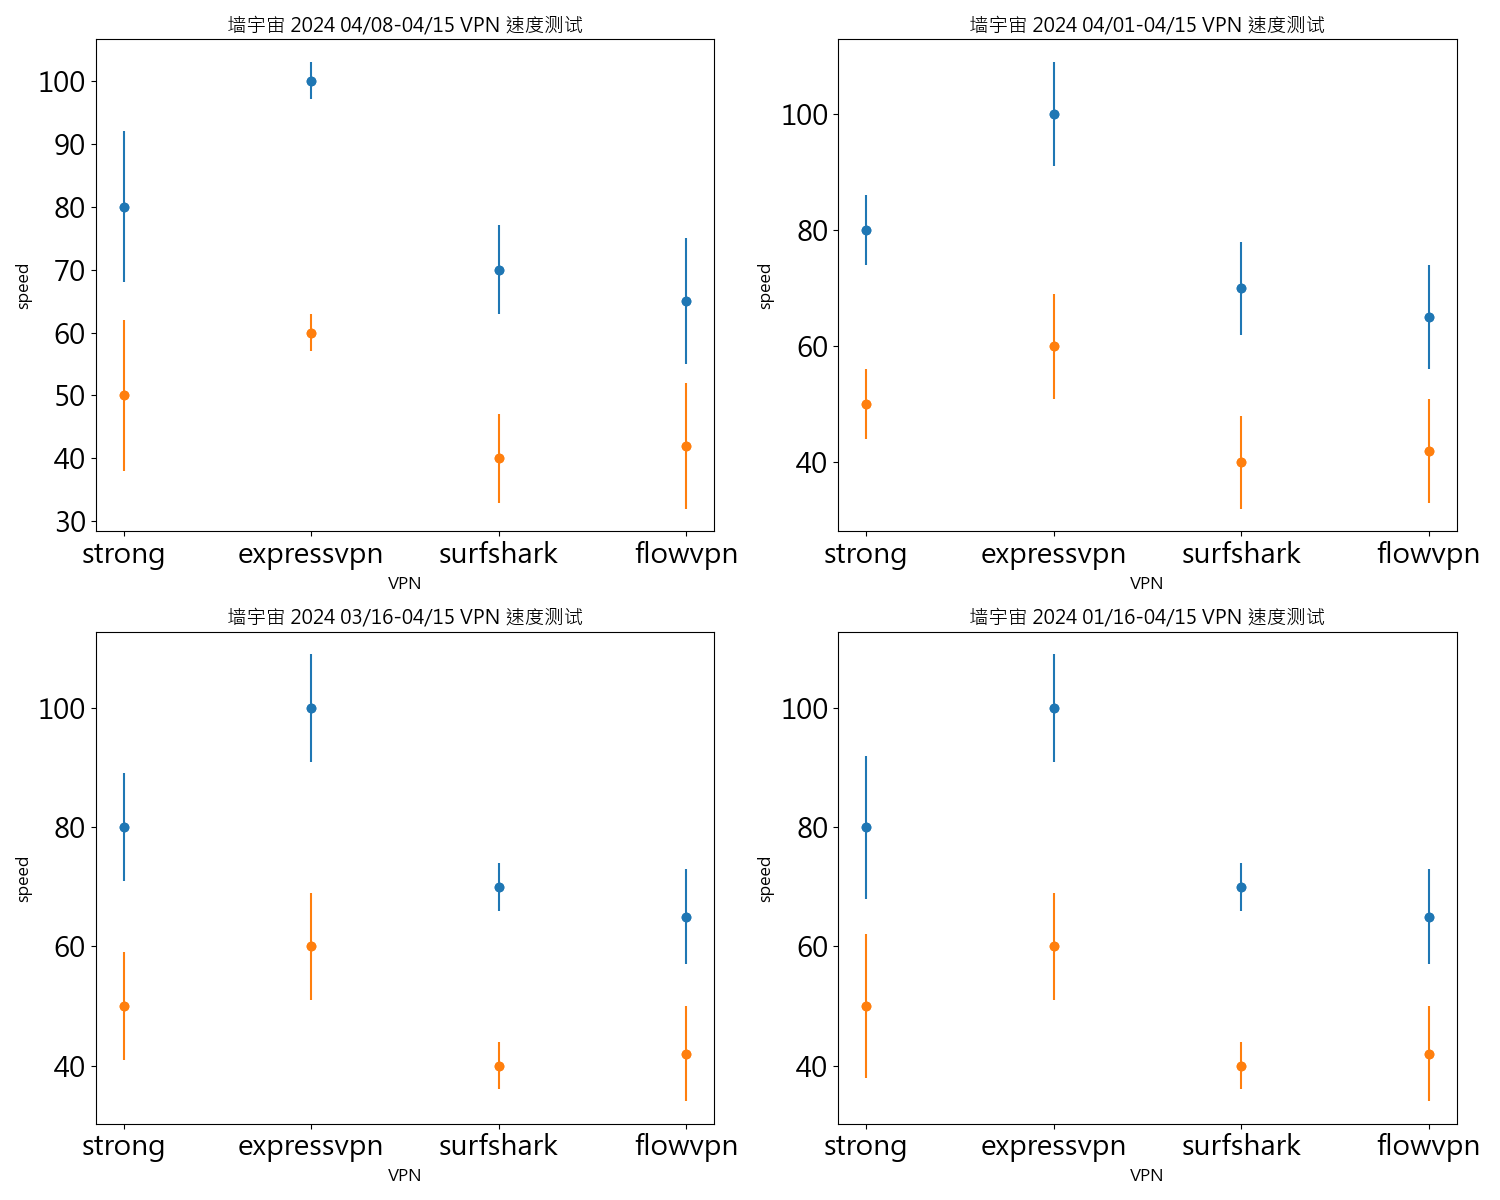 墙宇宙 2024 04/08-04/15 VPN 速度测试
100
90
80
70
60
50
40
30
speed
strong expressvpn surfshark flowvpn
VPN
墙宇宙 2024 04/01-04/15 VPN 速度测试
100
80
60
40
speed
strong expressvpn surfshark flowvpn
VPN
墙宇宙 2024 03/16-04/15 VPN 速度测试
100
80
60
40
speed
strong expressvpn surfshark flowvpn
VPN
墙宇宙 2024 01/16-04/15 VPN 速度测试
100
80
60
40
speed
strong expressvpn surfshark flowvpn
VPN